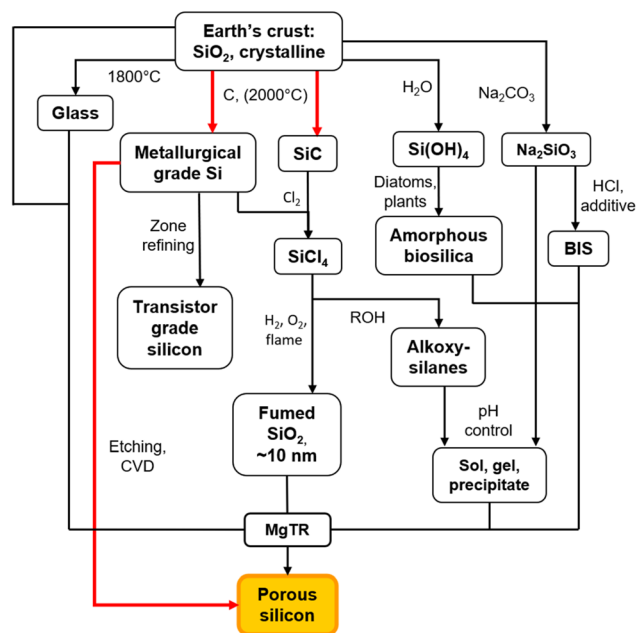 Earth's crust:
SiO₂, crystalline
1800°C
C, (2000°C)
H₂O
Na₂CO₃
Glass
Metallurgical
grade Si
SiC
Si(OH)₄
Na₂SiO₃
Cl₂
Diatoms,
plants
HCl,
additive
Zone
refining
SiCl₄
Amorphous
biosilica
BIS
Transistor
grade
silicon
H₂, O₂,
flame
ROH
Alkoxy-
silanes
Fumed
SiO₂,
~10 nm
pH
control
Etching,
CVD
Sol, gel,
precipitate
MgTR
Porous
silicon